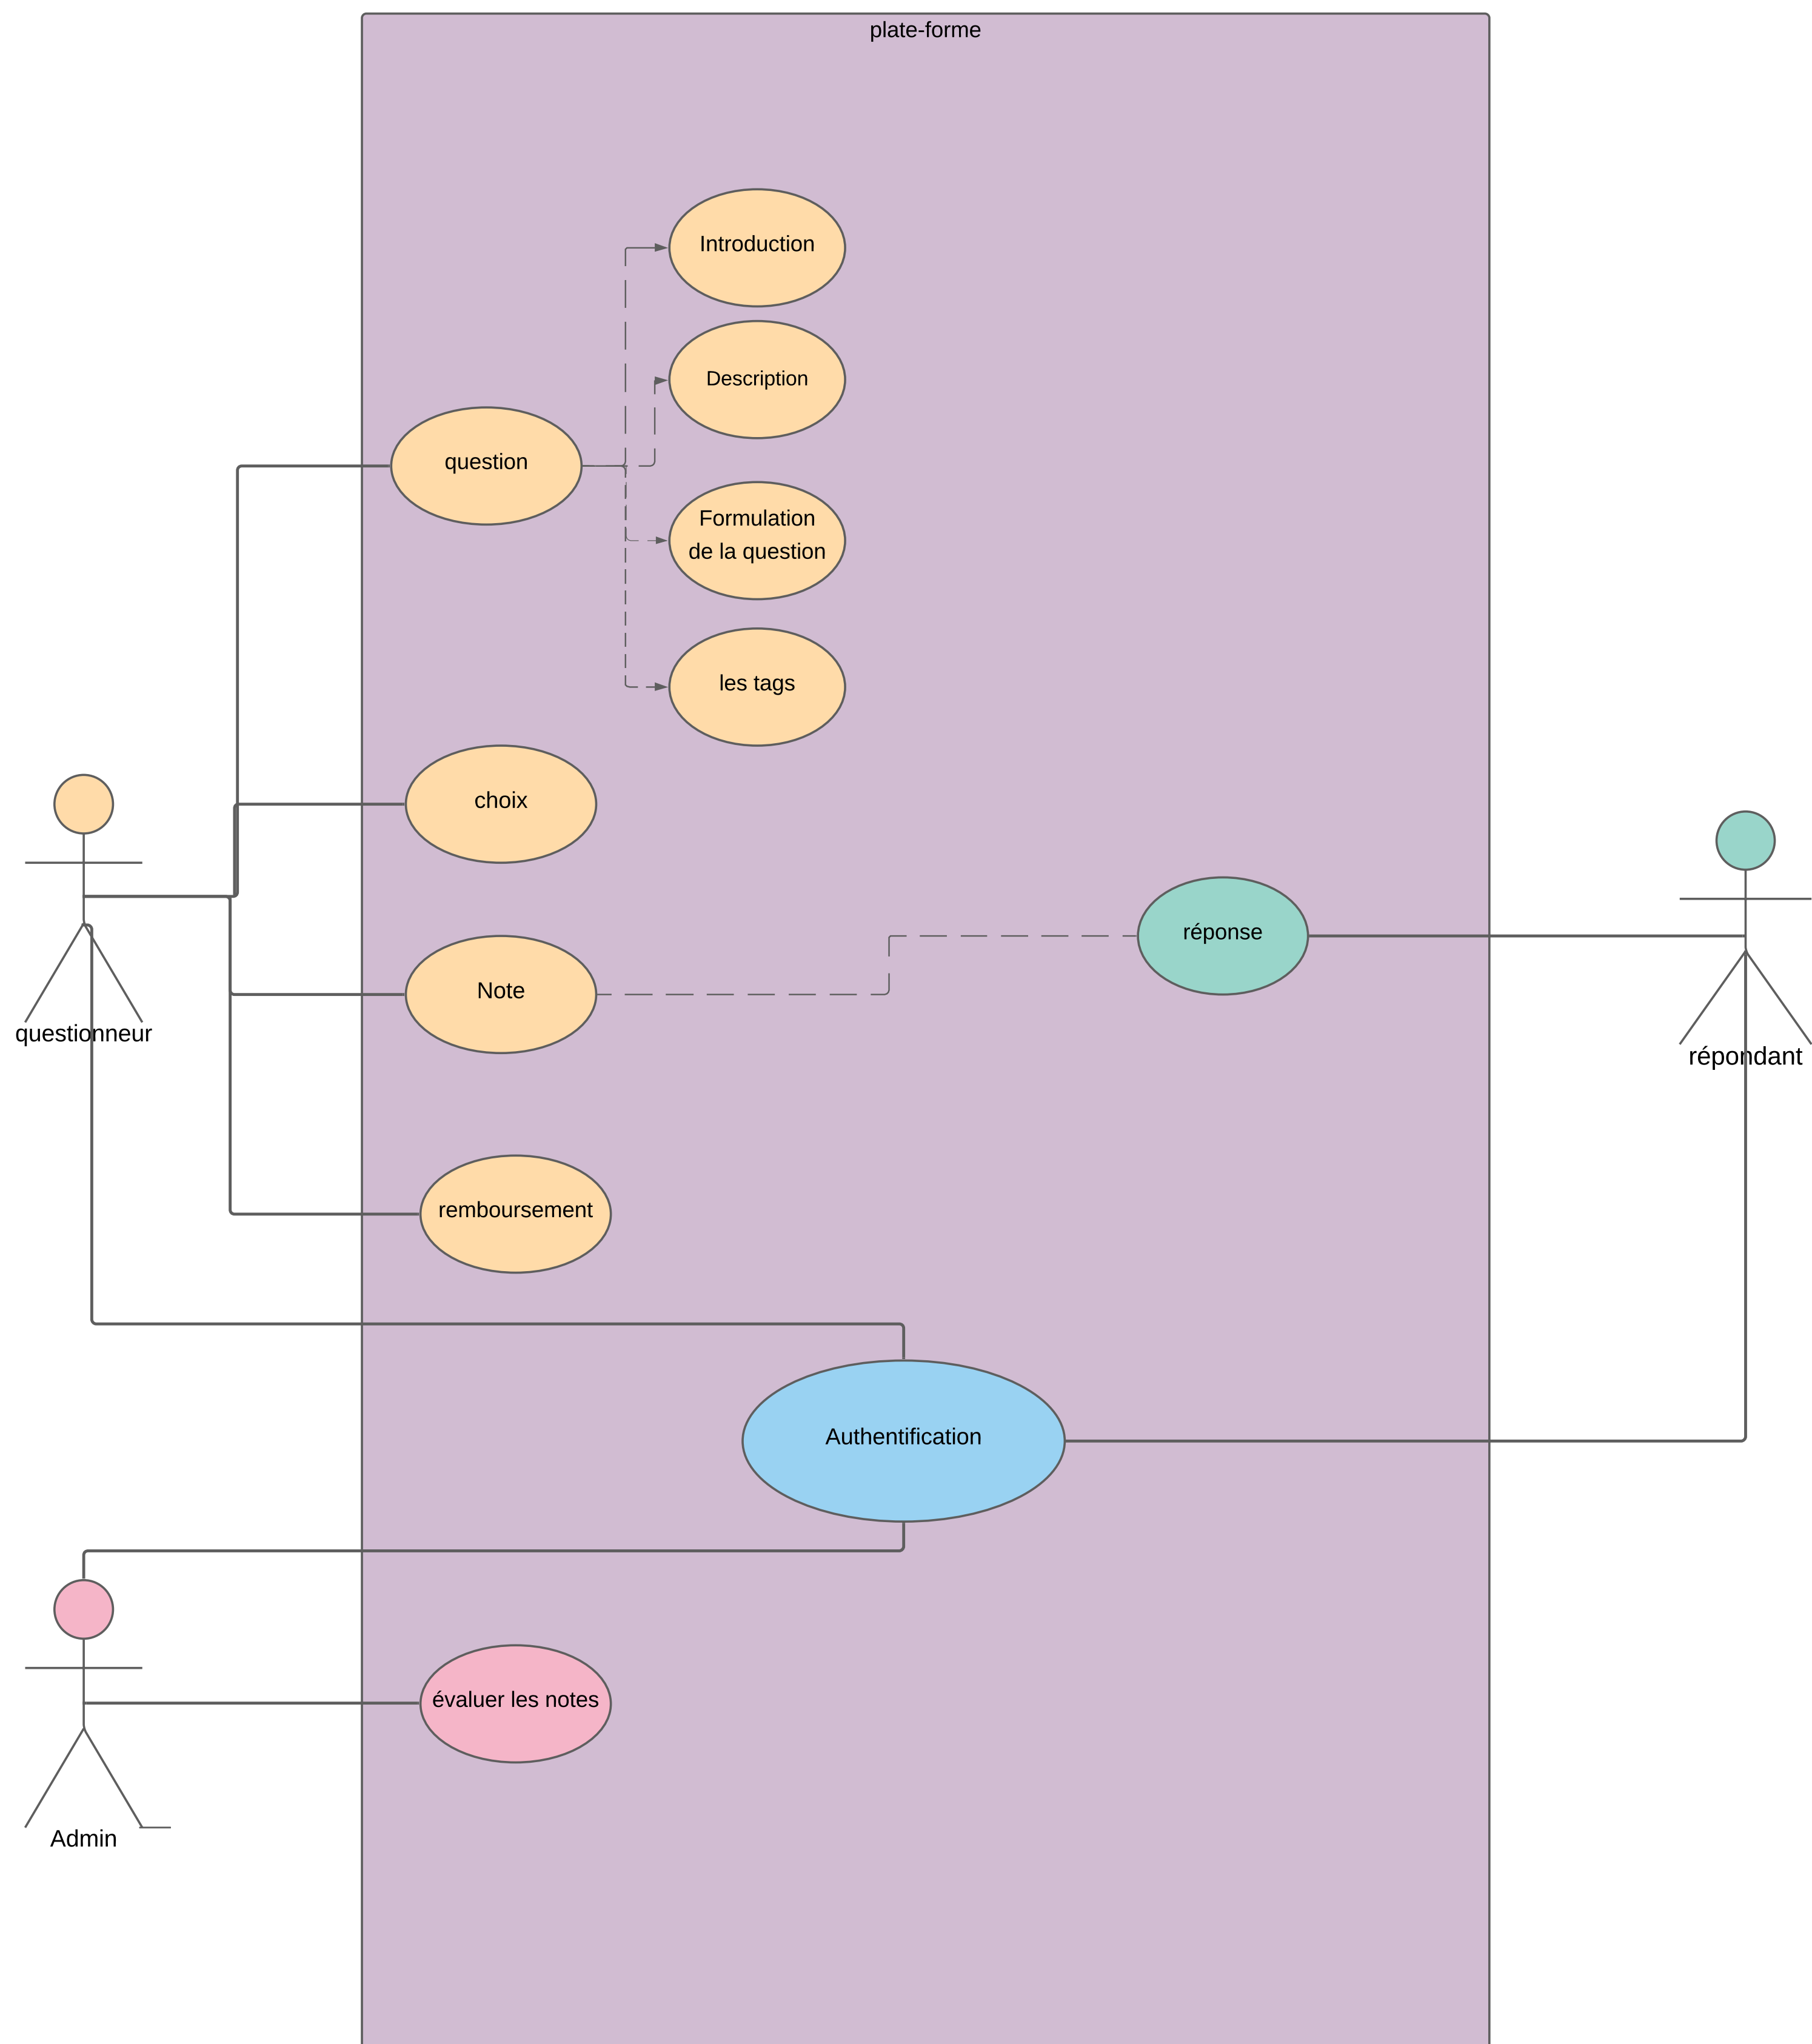 plate-forme
Introduction
Description
question
Formulation
de la question
les tags
choix
réponse
Note
questionneur
répondant
remboursement
Authentification
évaluer les notes
Admin